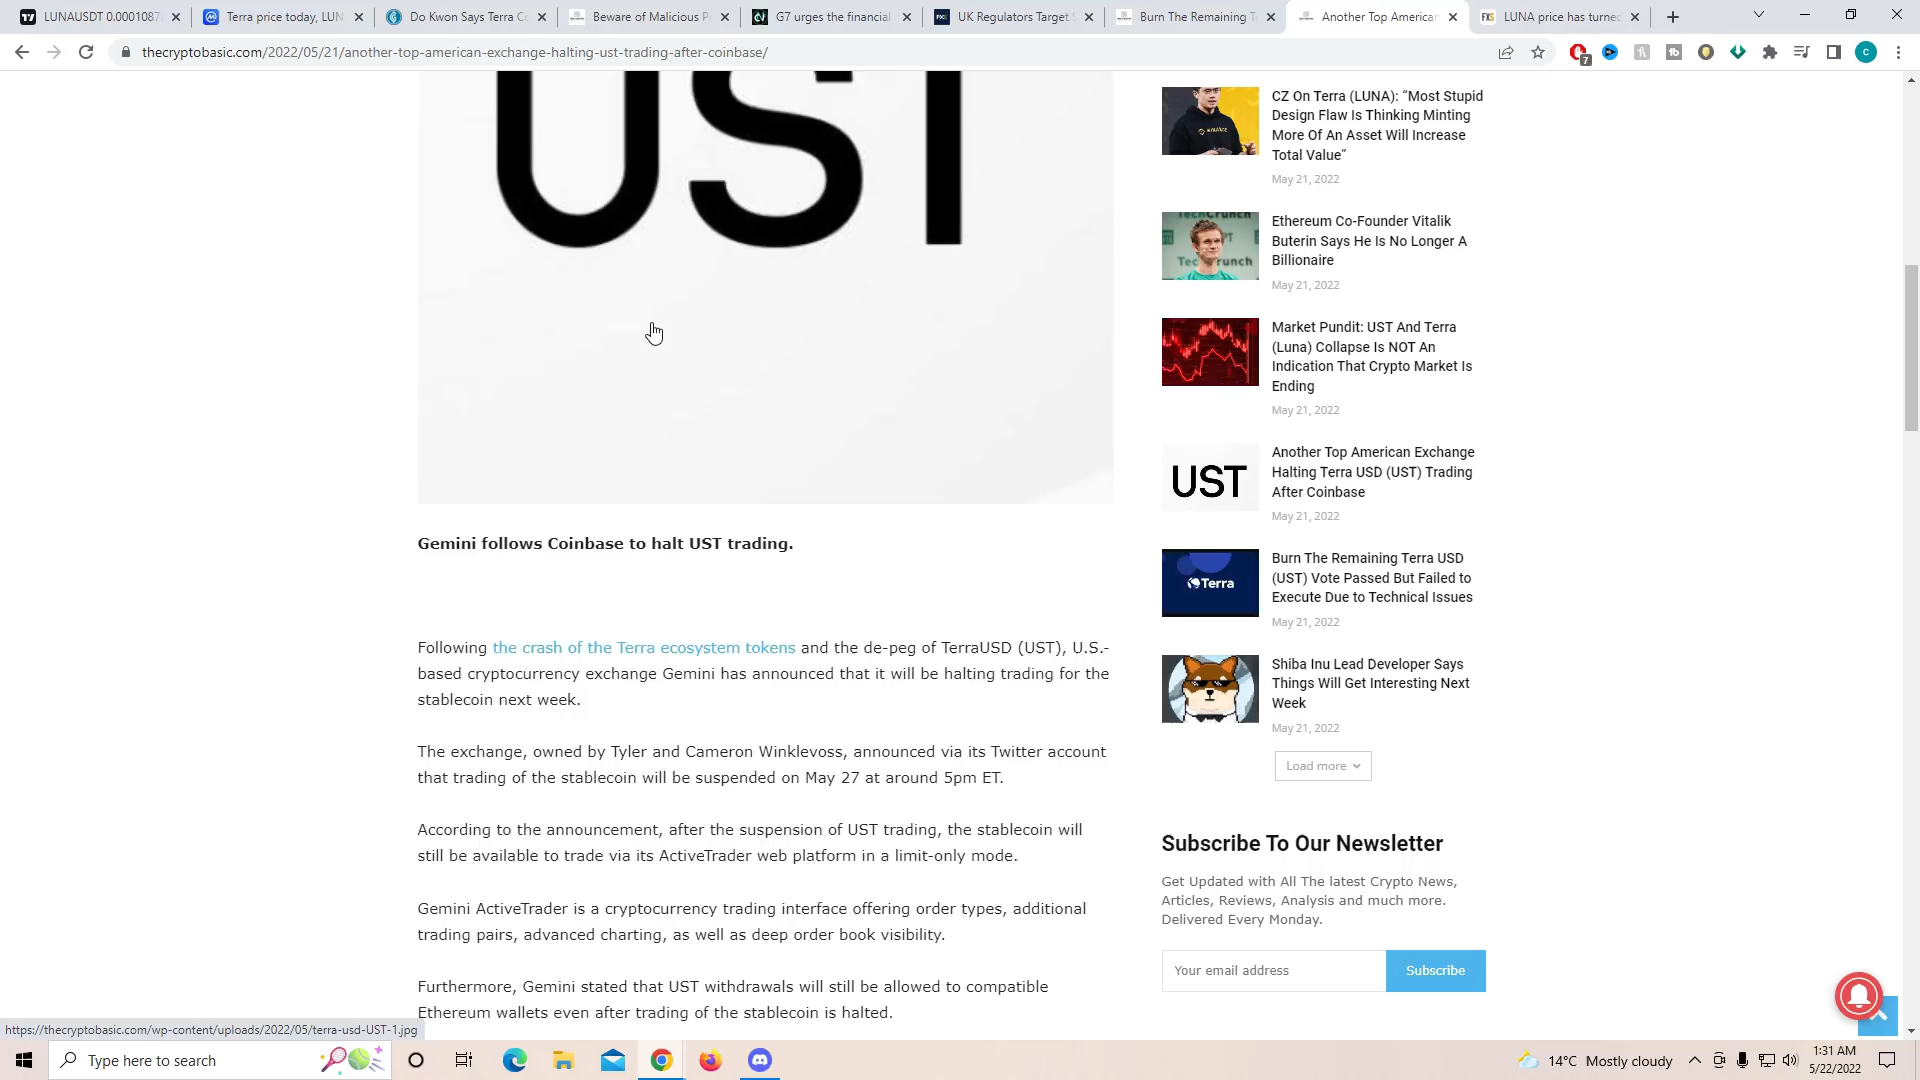 LUNAUSDT 0.0001087
Terra price today, LUN
Do Kwon Says Terra Co
Beware of Malicious P
G7 urges the financial
UK Regulators Target S
Burn The Remaining T
Another Top American
LUNA price has turned
thecryptobasic.com/2022/05/21/another-top-american-exchange-halting-ust-trading-after-coinbase/
7
UST
Gemini follows Coinbase to halt UST trading.
Following the crash of the Terra ecosystem tokens and the de-peg of TerraUSD (UST), U.S.-
based cryptocurrency exchange Gemini has announced that it will be halting trading for the
stablecoin next week.
The exchange, owned by Tyler and Cameron Winklevoss, announced via its Twitter account
that trading of the stablecoin will be suspended on May 27 at around 5pm ET.
According to the announcement, after the suspension of UST trading, the stablecoin will
still be available to trade via its ActiveTrader web platform in a limit-only mode.
Gemini ActiveTrader is a cryptocurrency trading interface offering order types, additional
trading pairs, advanced charting, as well as deep order book visibility.
Furthermore, Gemini stated that UST withdrawals will still be allowed to compatible
Ethereum wallets even after trading of the stablecoin is halted.
CZ On Terra (LUNA): “Most Stupid
Design Flaw Is Thinking Minting
More Of An Asset Will Increase
Total Value”
May 21, 2022
Ethereum Co-Founder Vitalik
Buterin Says He Is No Longer A
Billionaire
May 21, 2022
Market Pundit: UST And Terra
(Luna) Collapse Is NOT An
Indication That Crypto Market Is
Ending
May 21, 2022
UST
Another Top American Exchange
Halting Terra USD (UST) Trading
After Coinbase
May 21, 2022
Terra
Burn The Remaining Terra USD
(UST) Vote Passed But Failed to
Execute Due to Technical Issues
May 21, 2022
Shiba Inu Lead Developer Says
Things Will Get Interesting Next
Week
May 21, 2022
Load more
Subscribe To Our Newsletter
Get Updated with All The latest Crypto News,
Articles, Reviews, Analysis and much more.
Delivered Every Monday.
Your email address
Subscribe
https://thecryptobasic.com/wp-content/uploads/2022/05/terra-usd-UST-1.jpg
Type here to search
14°C Mostly cloudy
1:31 AM
5/22/2022